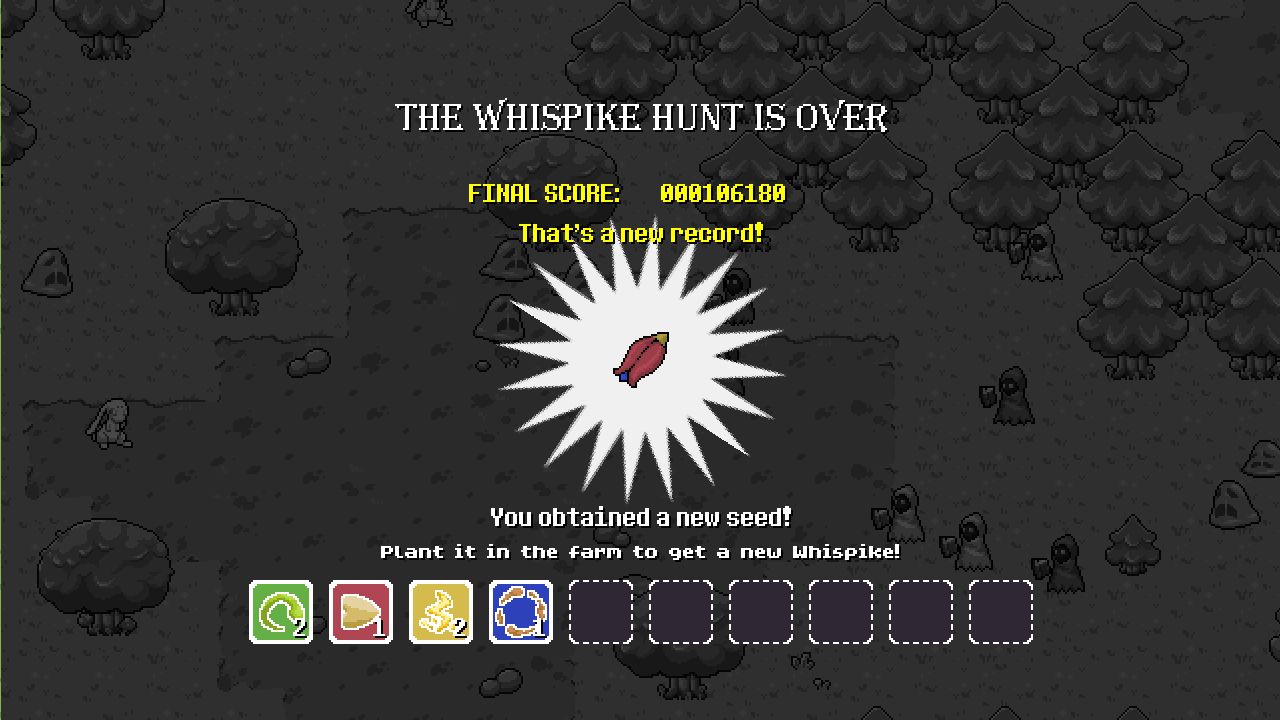 THE WHISPIKE HUNT IS OVER
FINAL SCORE: 000106180
That's a new record!
You obtained a new seed!
Plant it in the farm to get a new Whispike!
2 1 2 1